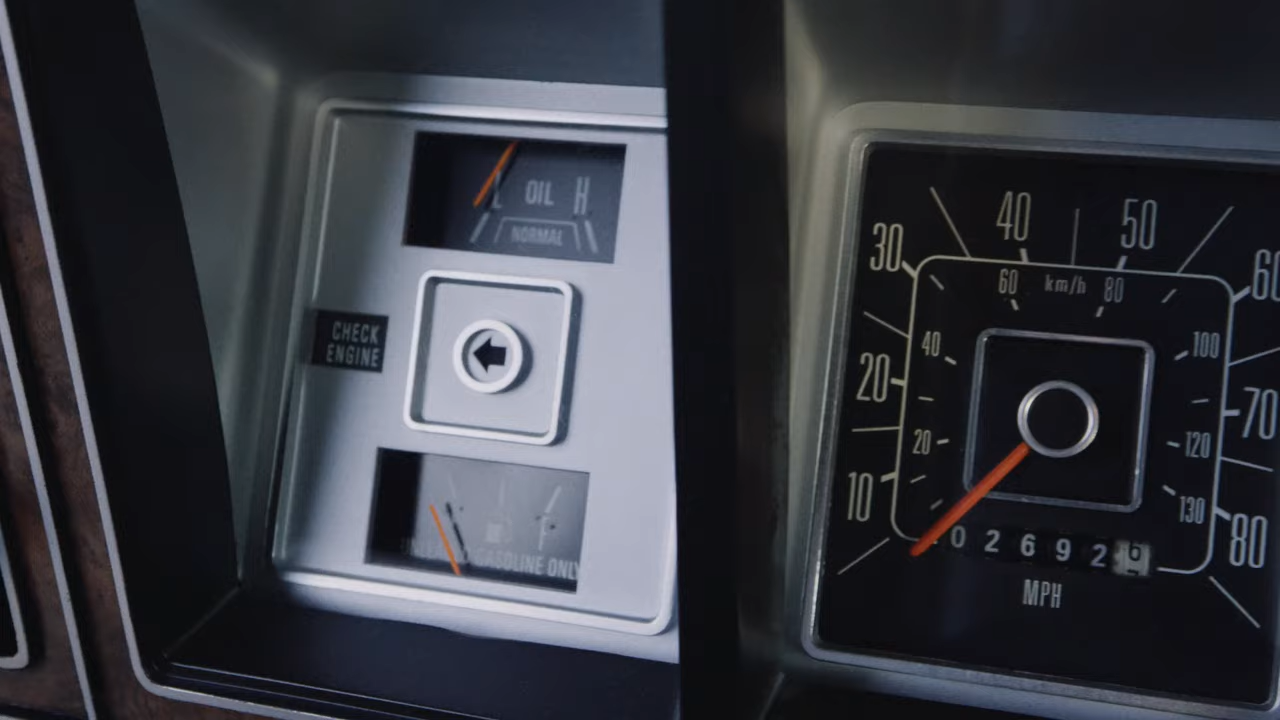 L OIL H
NORMAL
CHECK
ENGINE
F
GASOLINE ONLY
40 50
30 60
60 km/h 80
40 100
20 70
20 120
10 130
80
0 2 6 9 2
MPH